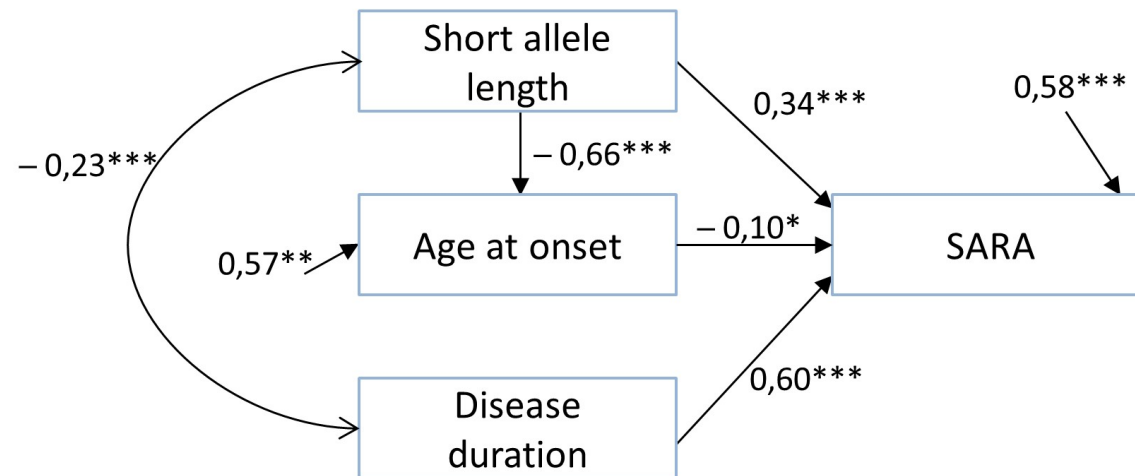 Short allele
length
0,34***
0,58***
– 0,23***
– 0,66***
Age at onset
– 0,10*
SARA
0,57**
0,60***
Disease
duration